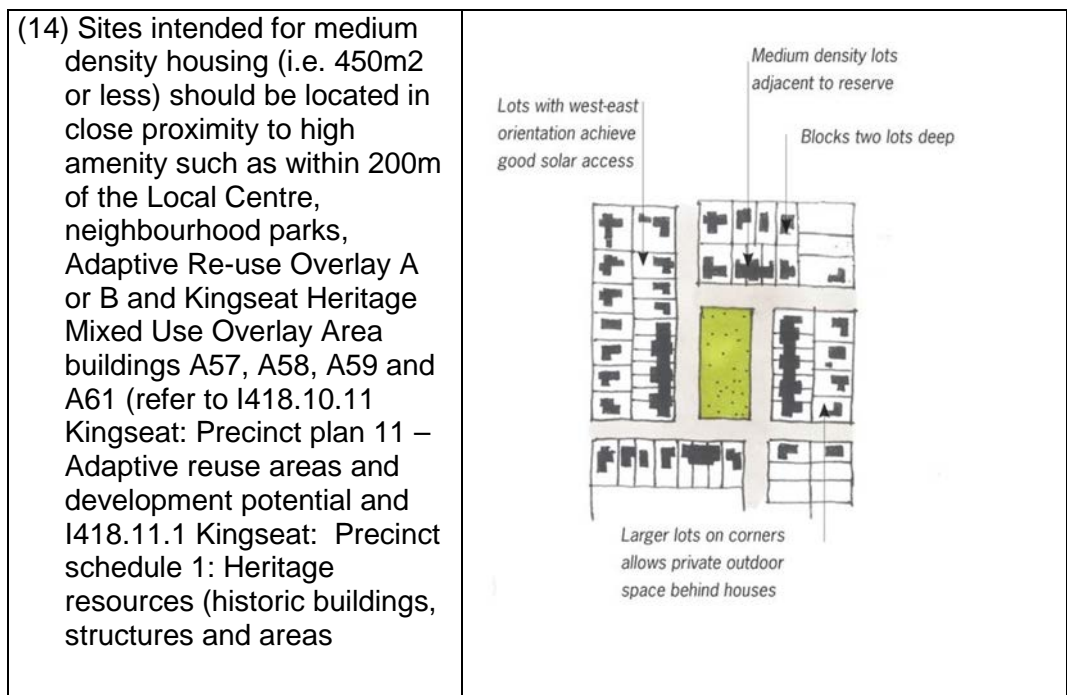 (14) Sites intended for medium
density housing (i.e. 450m2
or less) should be located in
close proximity to high
amenity such as within 200m
of the Local Centre,
neighbourhood parks,
Adaptive Re-use Overlay A
or B and Kingseat Heritage
Mixed Use Overlay Area
buildings A57, A58, A59 and
A61 (refer to I418.10.11
Kingseat: Precinct plan 11 –
Adaptive reuse areas and
development potential and
I418.11.1 Kingseat:  Precinct
schedule 1: Heritage
resources (historic buildings,
structures and areas
Medium density lots
adjacent to reserve
Lots with west-east
orientation achieve
good solar access
Blocks two lots deep
Larger lots on corners
allows private outdoor
space behind houses